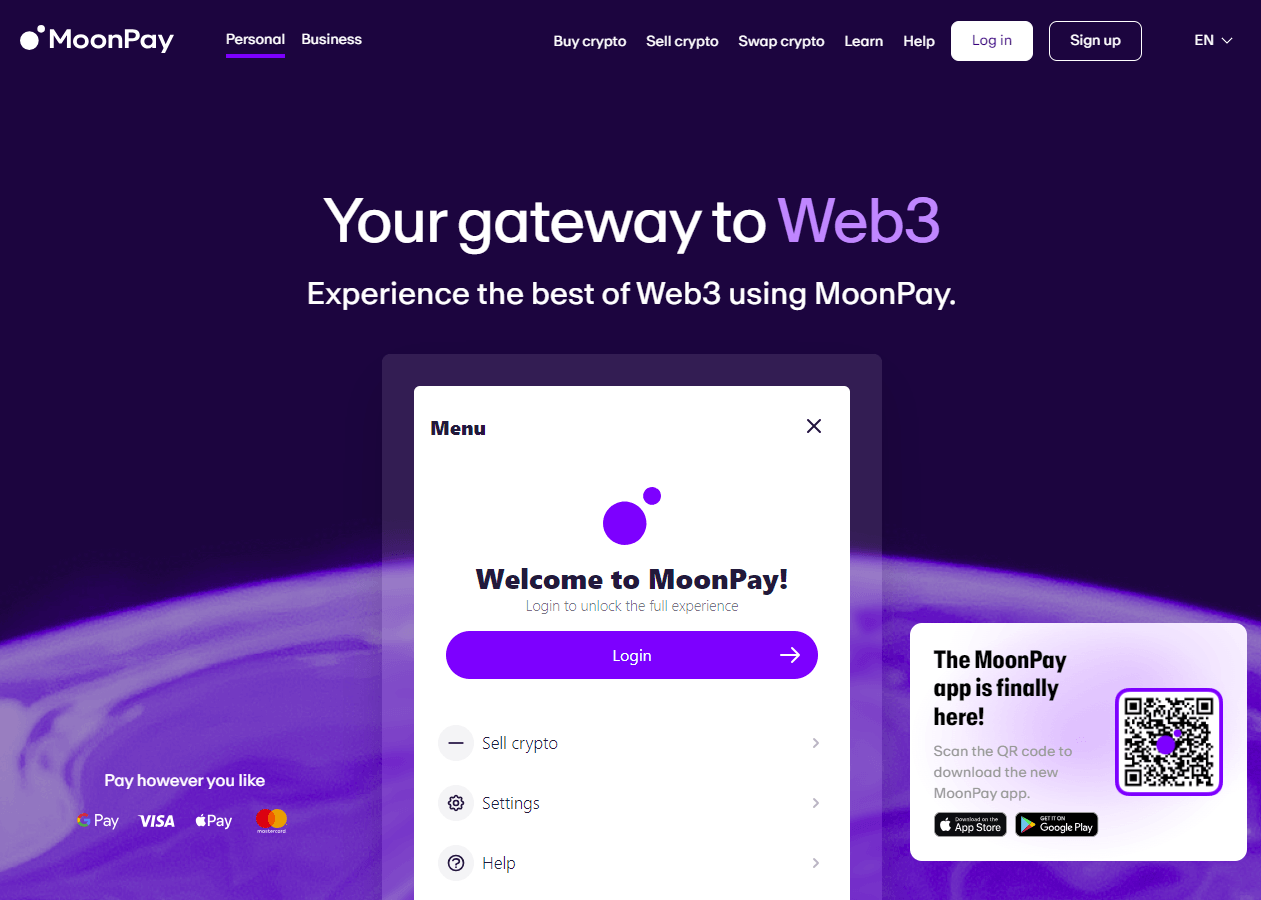 MoonPay
Personal
Business
Buy crypto
Sell crypto
Swap crypto
Learn
Help
Log in
Sign up
EN
Your gateway to Web3
Experience the best of Web3 using MoonPay.
Menu
Welcome to MoonPay!
Login to unlock the full experience
Login
Sell crypto
Settings
Help
Pay however you like
G Pay
VISA
Pay
mastercard
The MoonPay
app is finally
here!
Scan the QR code to
download the new
MoonPay app.
Download on the
App Store
GET IT ON
Google Play